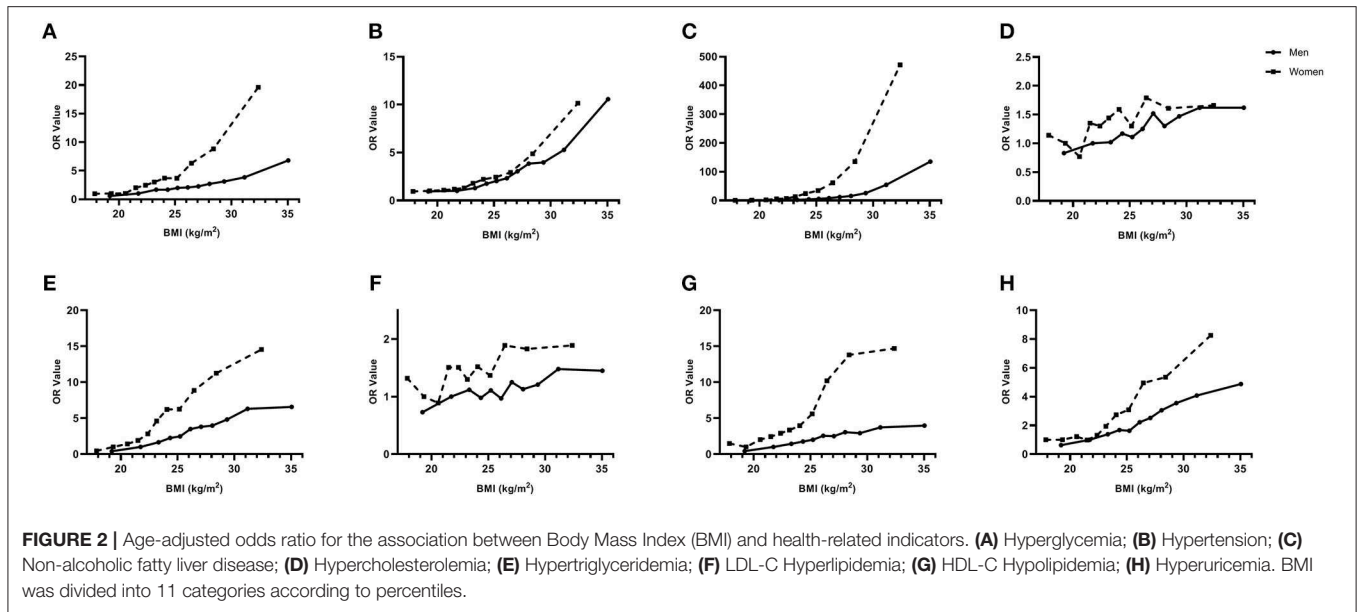 A
25
20
15
10
5
0
OR Value
20
25
30
35
BMI (kg/m²)
B
15
10
5
0
OR Value
20
25
30
35
BMI (kg/m²)
C
500
400
300
200
100
0
OR Value
20
25
30
35
BMI (kg/m²)
D
2.0
1.5
1.0
0.5
0.0
OR Value
20
25
30
35
BMI (kg/m²)
Men
Women
E
20
15
10
5
0
OR Value
20
25
30
35
BMI (kg/m²)
F
2
1
0
OR Value
20
25
30
35
BMI (kg/m²)
G
20
15
10
5
0
OR Value
20
25
30
35
BMI (kg/m²)
H
10
8
6
4
2
0
OR Value
20
25
30
35
BMI (kg/m²)
FIGURE 2 | Age-adjusted odds ratio for the association between Body Mass Index (BMI) and health-related indicators. (A) Hyperglycemia; (B) Hypertension; (C)
Non-alcoholic fatty liver disease; (D) Hypercholesterolemia; (E) Hypertriglyceridemia; (F) LDL-C Hyperlipidemia; (G) HDL-C Hypolipidemia; (H) Hyperuricemia. BMI
was divided into 11 categories according to percentiles.